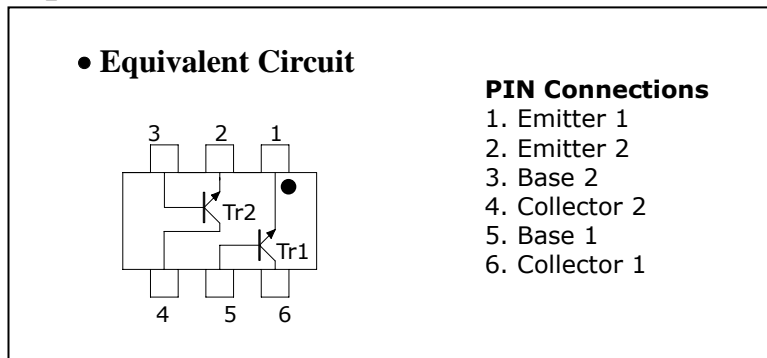 • Equivalent Circuit
PIN Connections
1. Emitter 1
2. Emitter 2
3. Base 2
4. Collector 2
5. Base 1
6. Collector 1
3 2 1
Tr2
Tr1
4 5 6